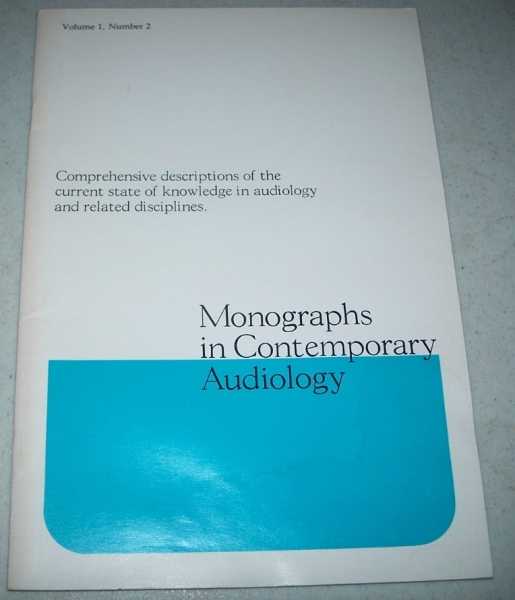 Volume 1, Number 2
Comprehensive descriptions of the
current state of knowledge in audiology
and related disciplines.
Monographs
in Contemporary
Audiology